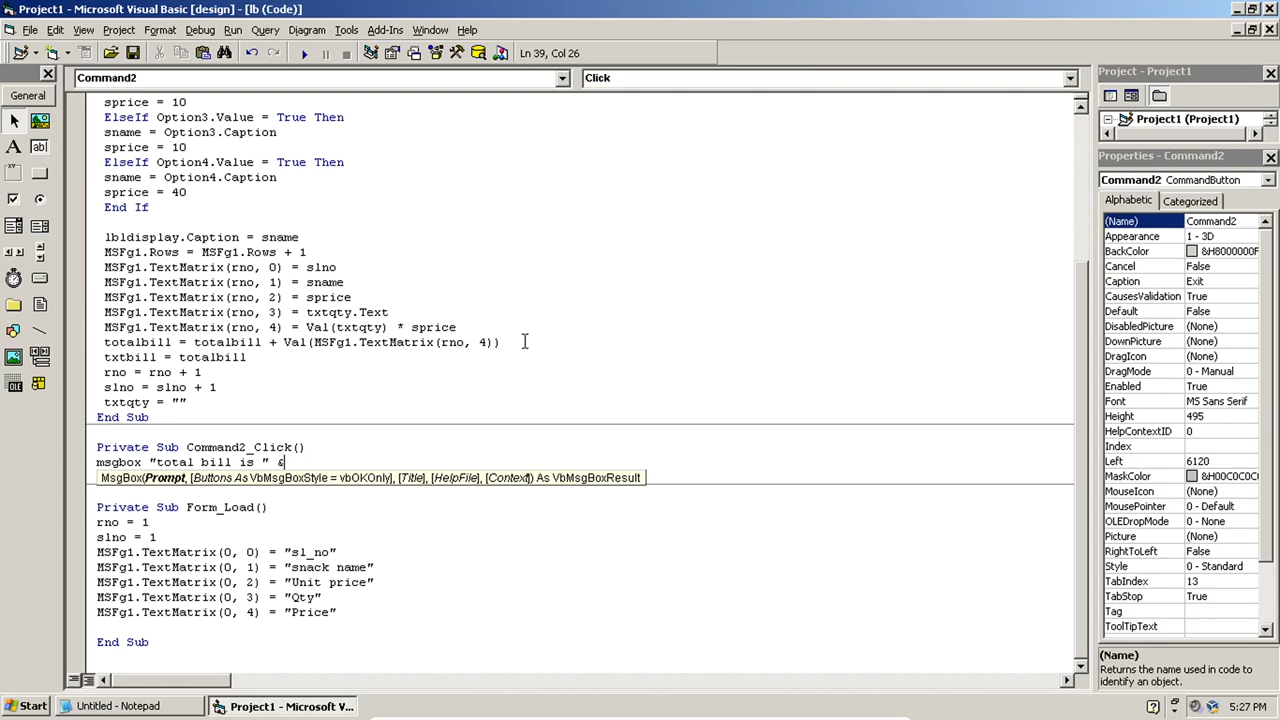 Project1 - Microsoft Visual Basic [design] - [lb (Code)]
File Edit View Project Format Debug Run Query Diagram Tools Add-Ins Window Help
Ln 39, Col 26
General
Command2
Click
sprice = 10
ElseIf Option3.Value = True Then
sname = Option3.Caption
sprice = 10
ElseIf Option4.Value = True Then
sname = Option4.Caption
sprice = 40
End If
lbldisplay.Caption = sname
MSFg1.Rows = MSFg1.Rows + 1
MSFg1.TextMatrix(rno, 0) = slno
MSFg1.TextMatrix(rno, 1) = sname
MSFg1.TextMatrix(rno, 2) = sprice
MSFg1.TextMatrix(rno, 3) = txtqty.Text
MSFg1.TextMatrix(rno, 4) = Val(txtqty) * sprice
totalbill = totalbill + Val(MSFg1.TextMatrix(rno, 4))
txtbill = totalbill
rno = rno + 1
slno = slno + 1
txtqty = ""
End Sub
Private Sub Command2_Click()
msgbox "total bill is " &
MsgBox(Prompt, [Buttons As VbMsgBoxStyle = vbOKOnly], [Title], [HelpFile], [Context]) As VbMsgBoxResult
Private Sub Form_Load()
rno = 1
slno = 1
MSFg1.TextMatrix(0, 0) = "sl_no"
MSFg1.TextMatrix(0, 1) = "snack name"
MSFg1.TextMatrix(0, 2) = "Unit price"
MSFg1.TextMatrix(0, 3) = "Qty"
MSFg1.TextMatrix(0, 4) = "Price"
End Sub
Project - Project1
Project1 (Project1)
Properties - Command2
Command2 CommandButton
Alphabetic Categorized
(Name) Command2
Appearance 1 - 3D
BackColor &H8000000F
Cancel False
Caption Exit
CausesValidation True
Default False
DisabledPicture (None)
DownPicture (None)
DragIcon (None)
DragMode 0 - Manual
Enabled True
Font MS Sans Serif
Height 495
HelpContextID 0
Index
Left 6120
MaskColor &H00C0C0C0
MouseIcon (None)
MousePointer 0 - Default
OLEDropMode 0 - None
Picture (None)
RightToLeft False
Style 0 - Standard
TabIndex 13
TabStop True
Tag
ToolTipText
(Name)
Returns the name used in code to
identify an object.
Start
Untitled - Notepad
Project1 - Microsoft V...
5:27 PM